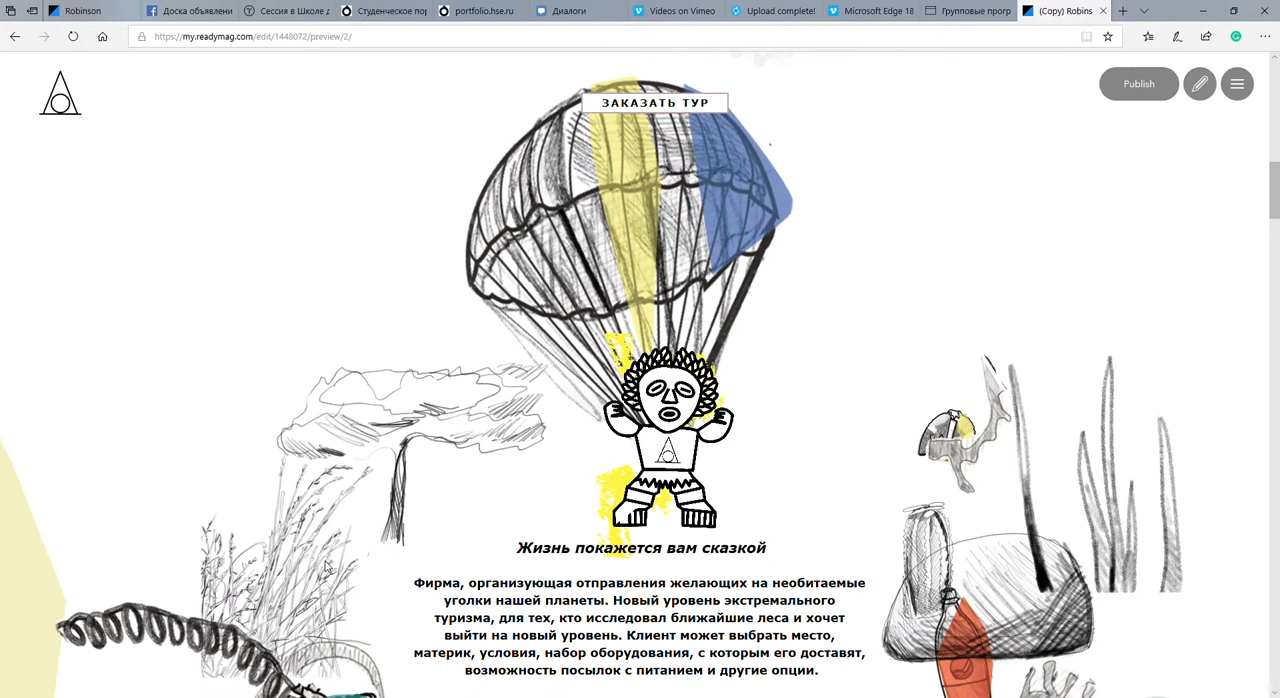 Robinson
Доска объявлени
Сессия в Школе д
Студенческое пор
portfolio.hse.ru
Диалоги
Videos on Vimeo
Upload complete!
Microsoft Edge 18
Групповые прогр
(Copy) Robins
https://my.readymag.com/edit/1448072/preview/2/
Publish
ЗАКАЗАТЬ ТУР
Жизнь покажется вам сказкой
Фирма, организующая отправления желающих на необитаемые
уголки нашей планеты. Новый уровень экстремального
туризма, для тех, кто исследовал ближайшие леса и хочет
выйти на новый уровень. Клиент может выбрать место,
материк, условия, набор оборудования, с которым его доставят,
возможность посылок с питанием и другие опции.